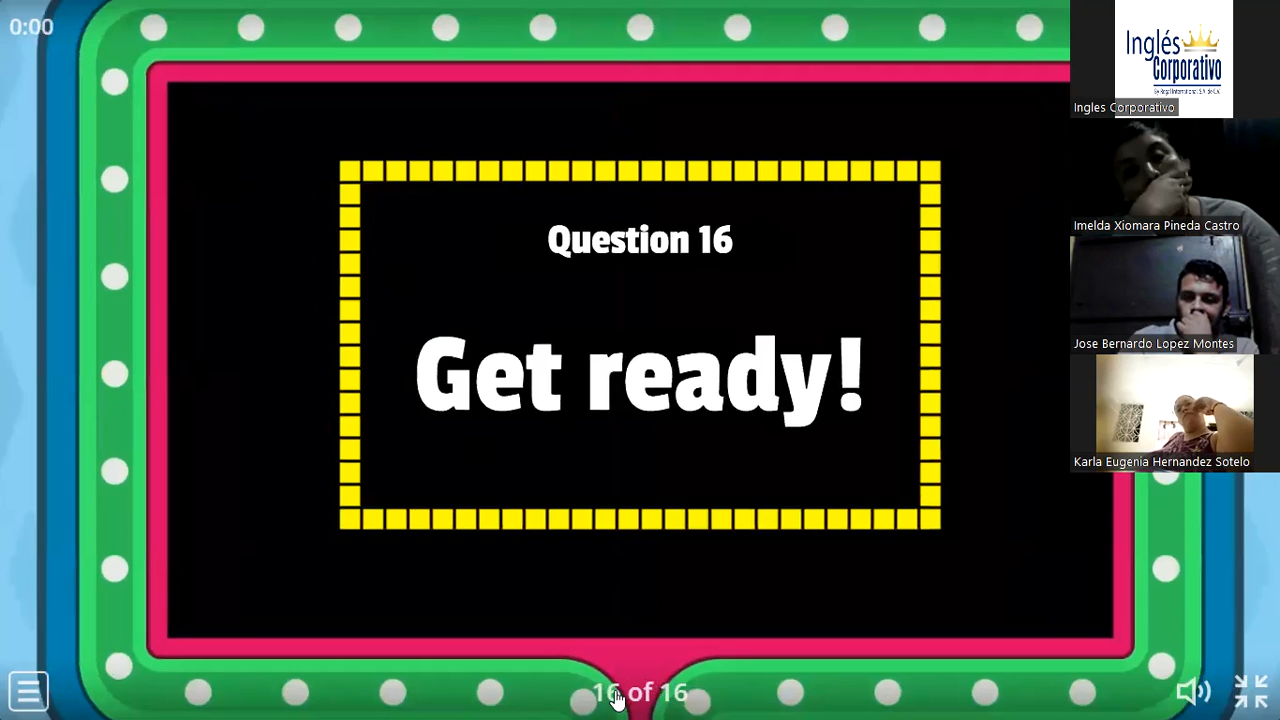 0:00
Question 16
Get ready!
16 of 16
Inglés
Corporativo
Ingles Corporativo
Imelda Xiomara Pineda Castro
Jose Bernardo Lopez Montes
Karla Eugenia Hernandez Sotelo